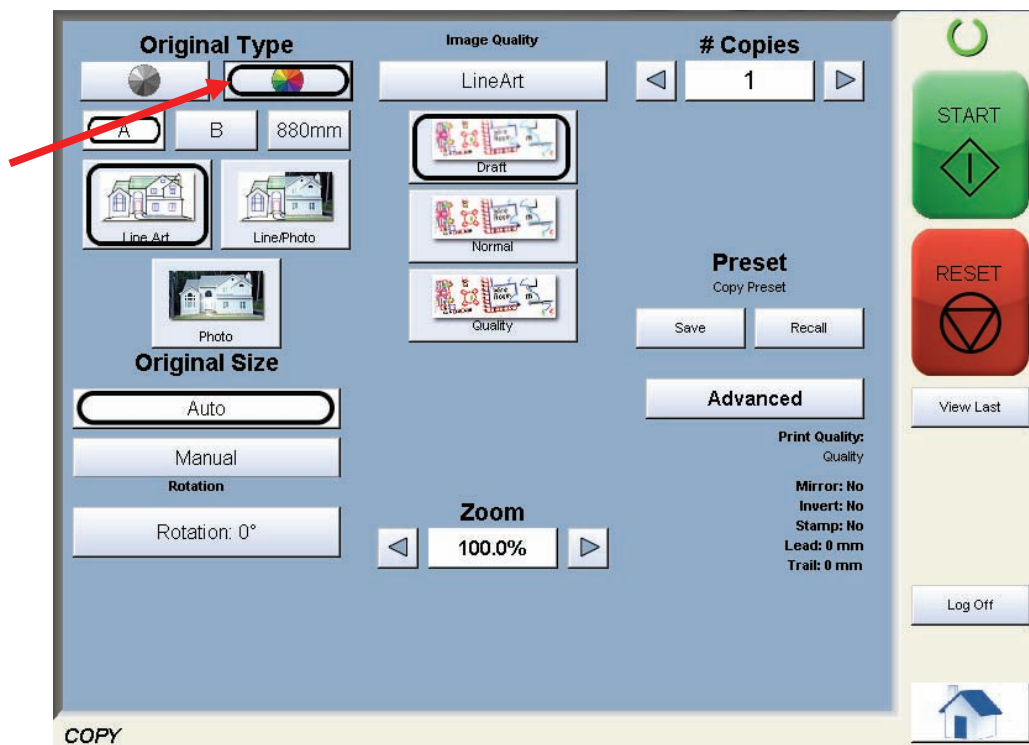 Original Type
A
B
880mm
Line Art
Line/Photo
Photo
Original Size
Auto
Manual
Rotation
Rotation: 0°
Image Quality
LineArt
Draft
Normal
Quality
Zoom
100.0%
# Copies
1
Preset
Copy Preset
Save
Recall
Advanced
Print Quality:
Quality
Mirror: No
Invert: No
Stamp: No
Lead: 0 mm
Trail: 0 mm
START
RESET
View Last
Log Off
COPY